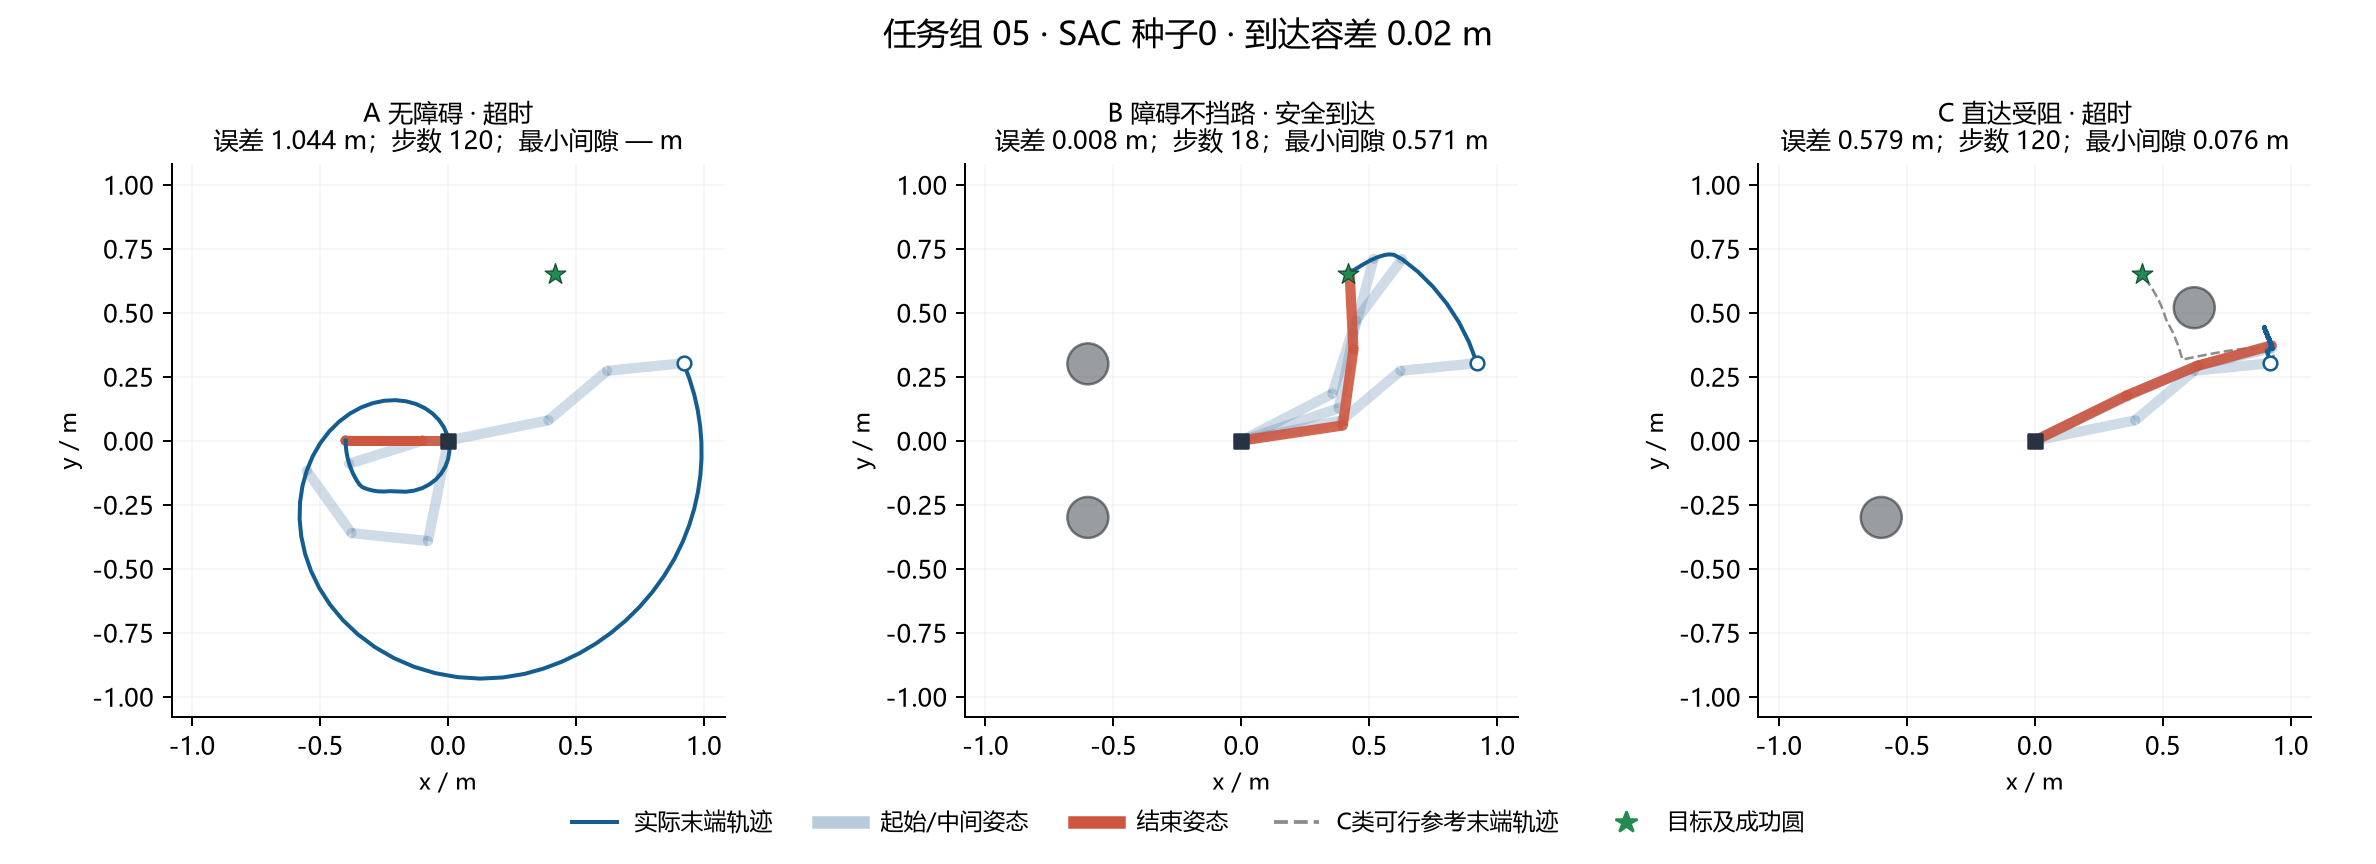 任务组 05 · SAC 种子0 · 到达容差 0.02 m
A 无障碍 · 超时
误差 1.044 m；步数 120；最小间隙 — m
1.00
0.75
0.50
0.25
0.00
-0.25
-0.50
-0.75
-1.00
y / m
-1.0
-0.5
0.0
0.5
1.0
x / m
B 障碍不挡路 · 安全到达
误差 0.008 m；步数 18；最小间隙 0.571 m
1.00
0.75
0.50
0.25
0.00
-0.25
-0.50
-0.75
-1.00
y / m
-1.0
-0.5
0.0
0.5
1.0
x / m
C 直达受阻 · 超时
误差 0.579 m；步数 120；最小间隙 0.076 m
1.00
0.75
0.50
0.25
0.00
-0.25
-0.50
-0.75
-1.00
y / m
-1.0
-0.5
0.0
0.5
1.0
x / m
实际末端轨迹
起始/中间姿态
结束姿态
C类可行参考末端轨迹
目标及成功圆